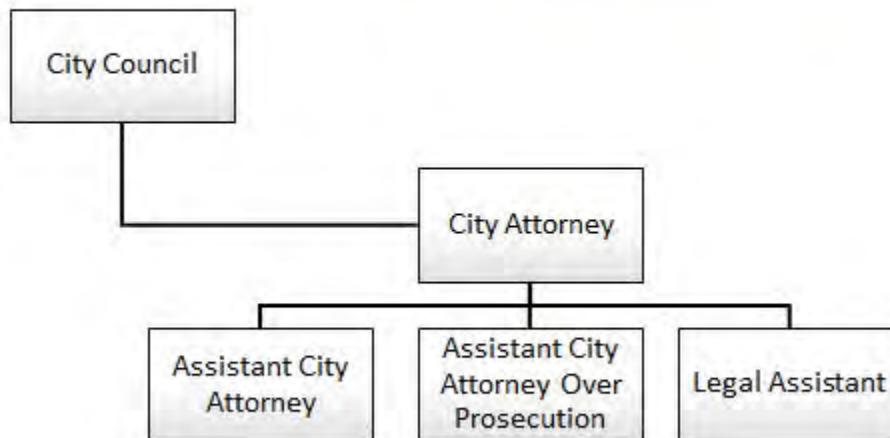 City Council
City Attorney
Assistant City
Attorney
Assistant City
Attorney Over
Prosecution
Legal Assistant